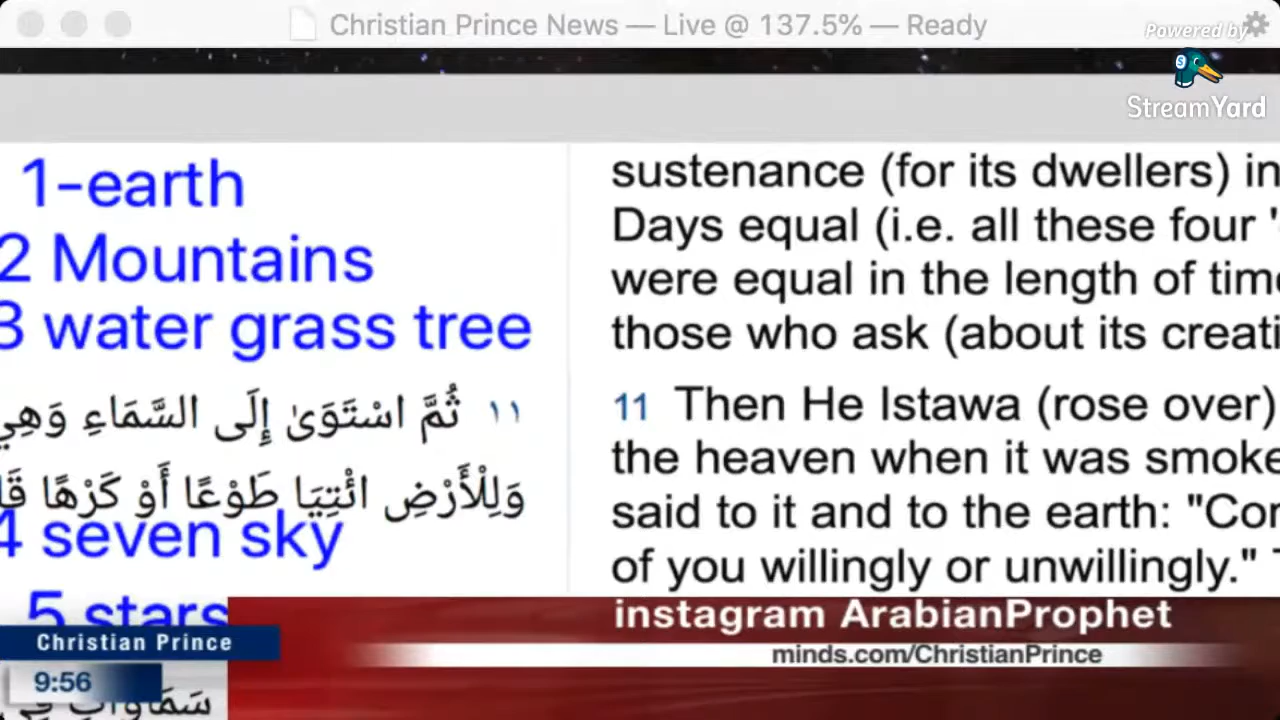 Christian Prince News — Live @ 137.5% — Ready
Powered by
StreamYard
1-earth
2 Mountains
3 water grass tree
١١ ثُمَّ اسْتَوَىٰ إِلَى السَّمَاءِ وَهِيَ
وَلِلْأَرْضِ ائْتِيَا طَوْعًا أَوْ كَرْهًا
4 seven sky
5 stars
sustenance (for its dwellers) in
Days equal (i.e. all these four '
were equal in the length of
those who ask (about its
11 Then He Istawa (rose over)
the heaven when it was smoke
said to it and to the earth: "
of you willingly or unwillingly."
instagram ArabianProphet
minds.com/ChristianPrince
Christian Prince
9:56